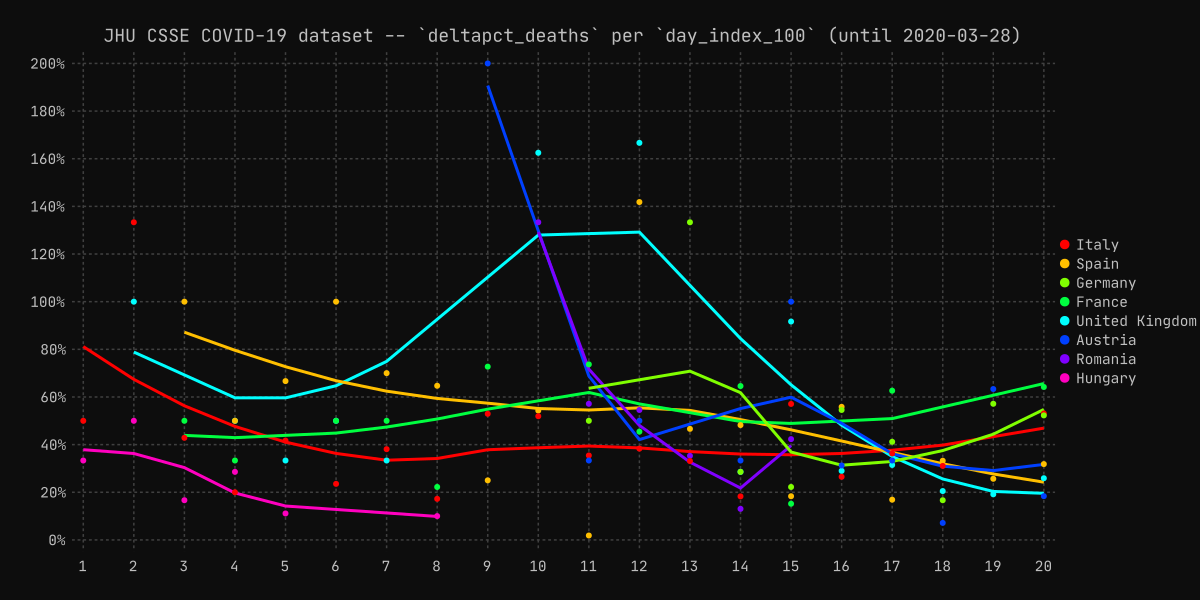 JHU CSSE COVID-19 dataset -- `deltapct_deaths` per `day_index_100` (until 2020-03-28)
200%
180%
160%
140%
120%
100%
80%
60%
40%
20%
0%
1 2 3 4 5 6 7 8 9 10 11 12 13 14 15 16 17 18 19 20
Italy
Spain
Germany
France
United Kingdom
Austria
Romania
Hungary